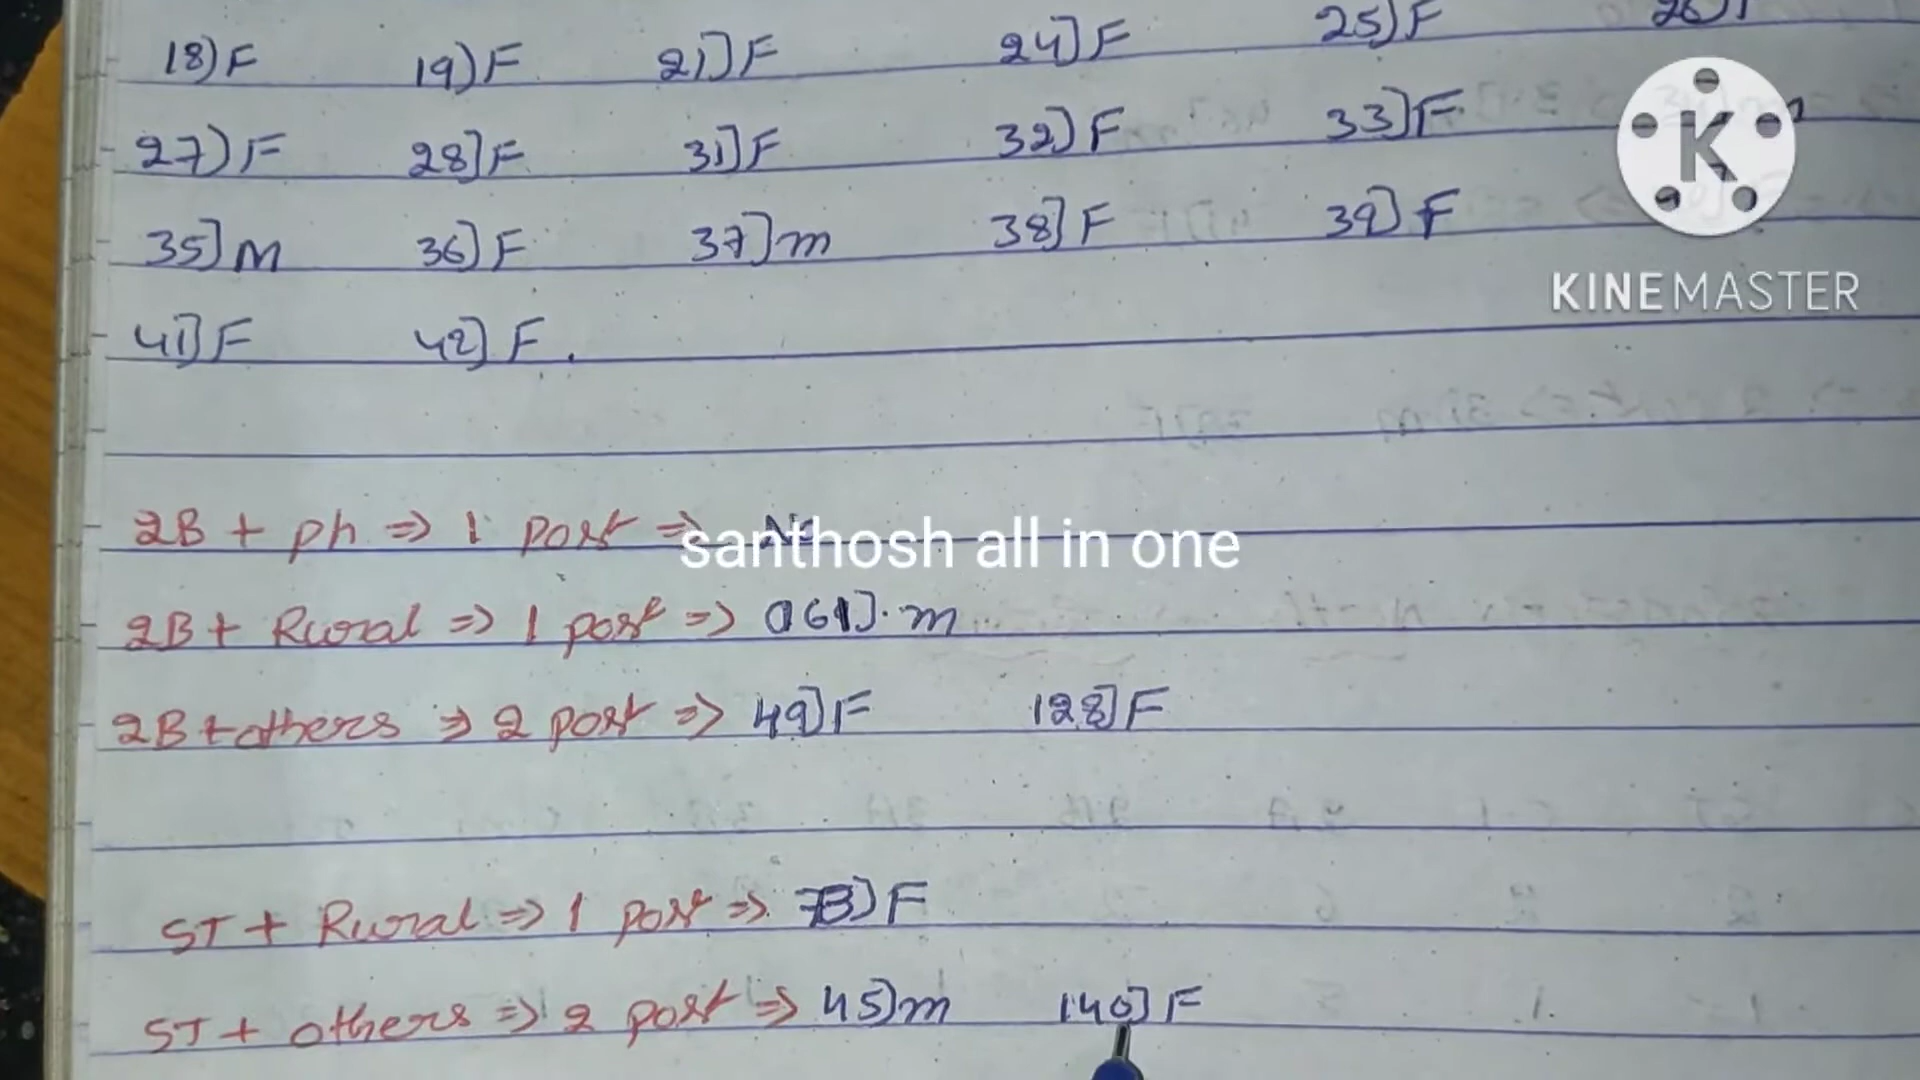 18) F 19) F 21] F 24] F 25) F 26)
27) F 28] F 31] F 32) F 33] F
35] M 36] F 37] m 38] F 39] F
41] F 42] F.
2B + ph => 1 post =>
2B + Rural => 1 post => 161]. m
2B + others => 2 post => 49] F 128] F
ST + Rural => 1 post => 73) F
ST + others => 2 post => 45) m 140] F
K
KINEMASTER
santhosh all in one